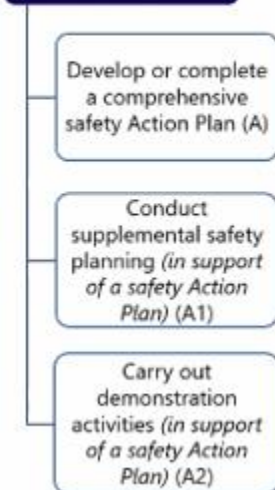 Develop or complete
a comprehensive
safety Action Plan (A)
Conduct
supplemental safety
planning (in support
of a safety Action
Plan) (A1)
Carry out
demonstration
activities (in support
of a safety Action
Plan) (A2)